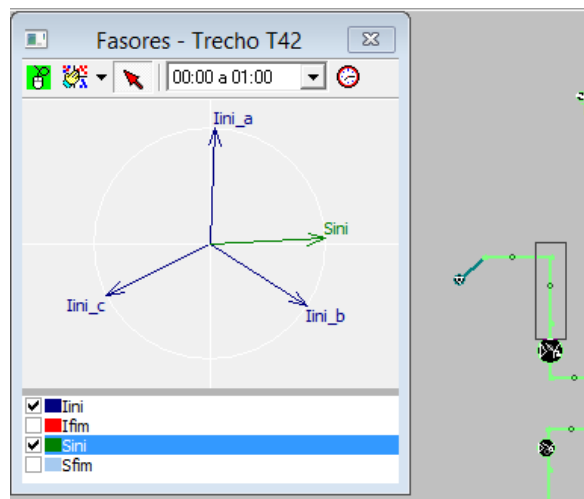 Fasores - Trecho T42
00:00 a 01:00
Iini_a
Sini
Iini_c
Iini_b
Iini
Ifim
Sini
Sfim